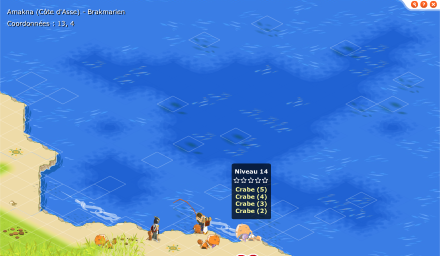 Amakna (Côte d'Asse) - Brakmarien
Coordonnées : 13, 4
Niveau 14
Crabe (5)
Crabe (4)
Crabe (3)
Crabe (2)